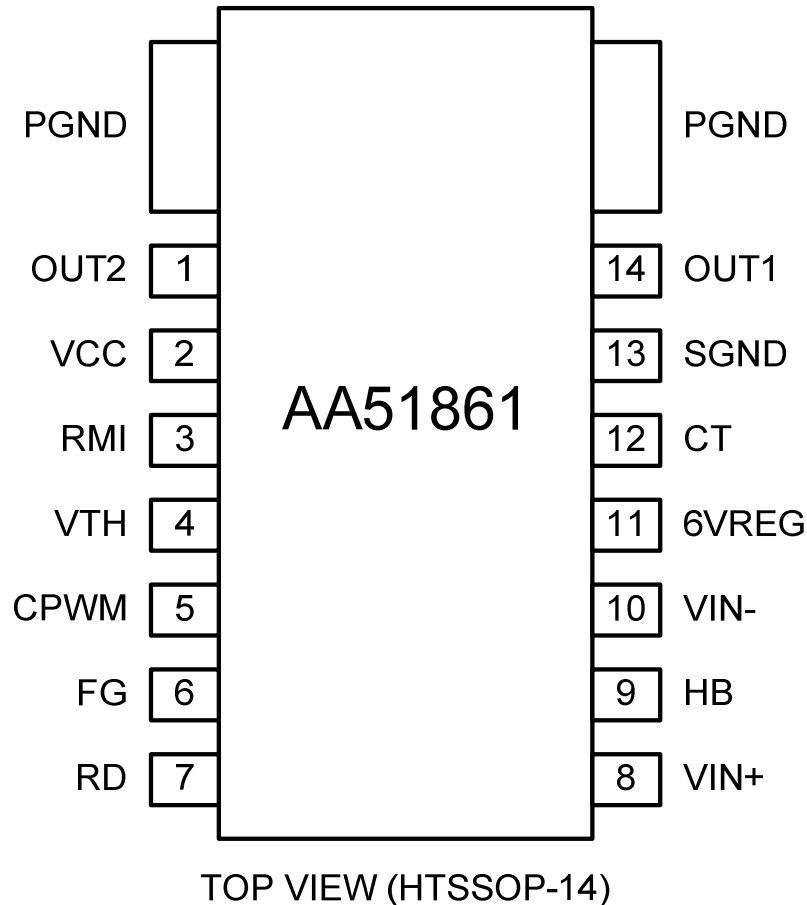 PGND PGND
OUT2 1 14 OUT1
VCC 2 13 SGND
AA51861
RMI 3 12 CT
VTH 4 11 6VREG
CPWM 5 10 VIN-
FG 6 9 HB
RD 7 8 VIN+
TOP VIEW (HTSSOP-14)